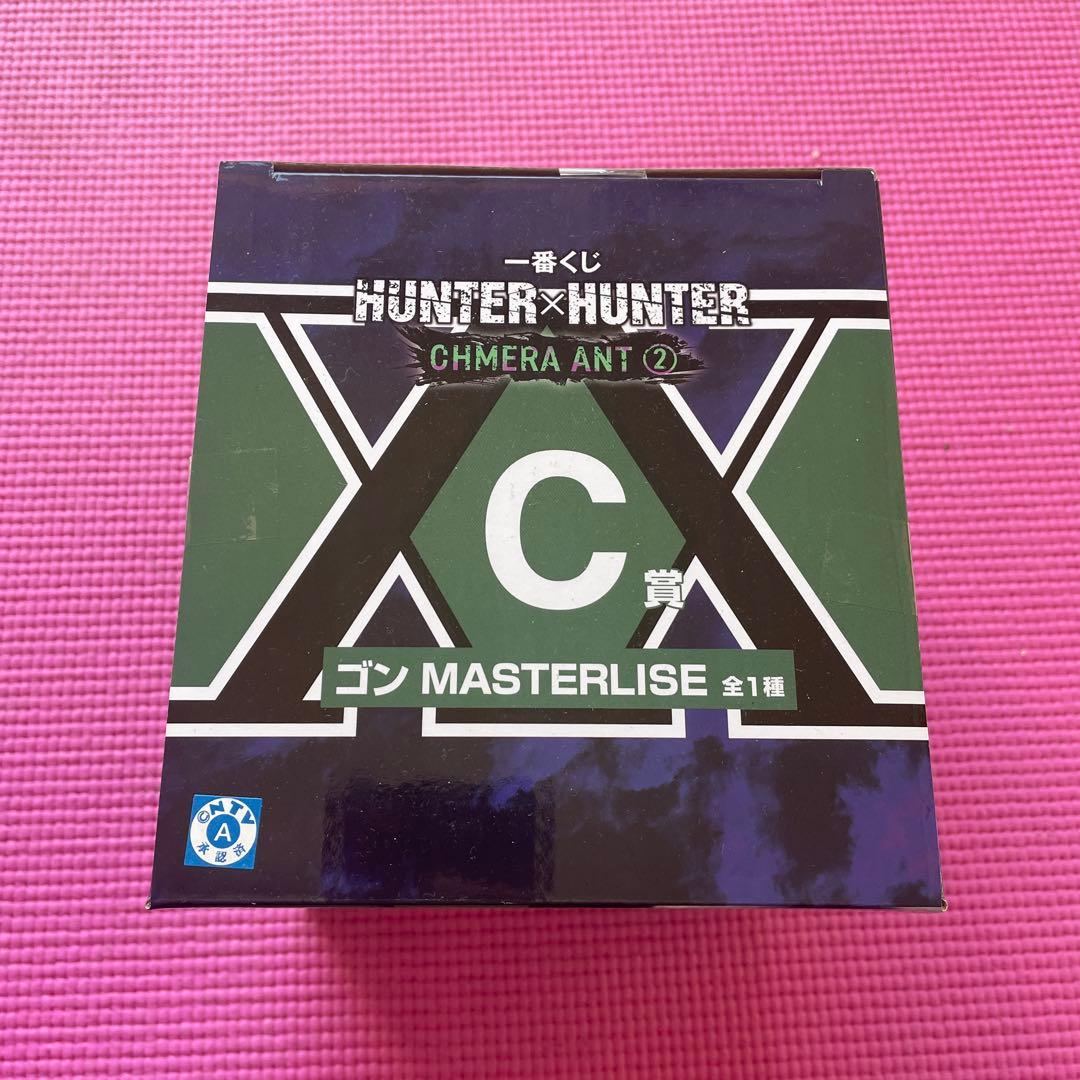 一番くじ
HUNTER×HUNTER
CHMERA ANT ②
C賞
ゴン MASTERLISE 全1種
©NTV
A
承認済